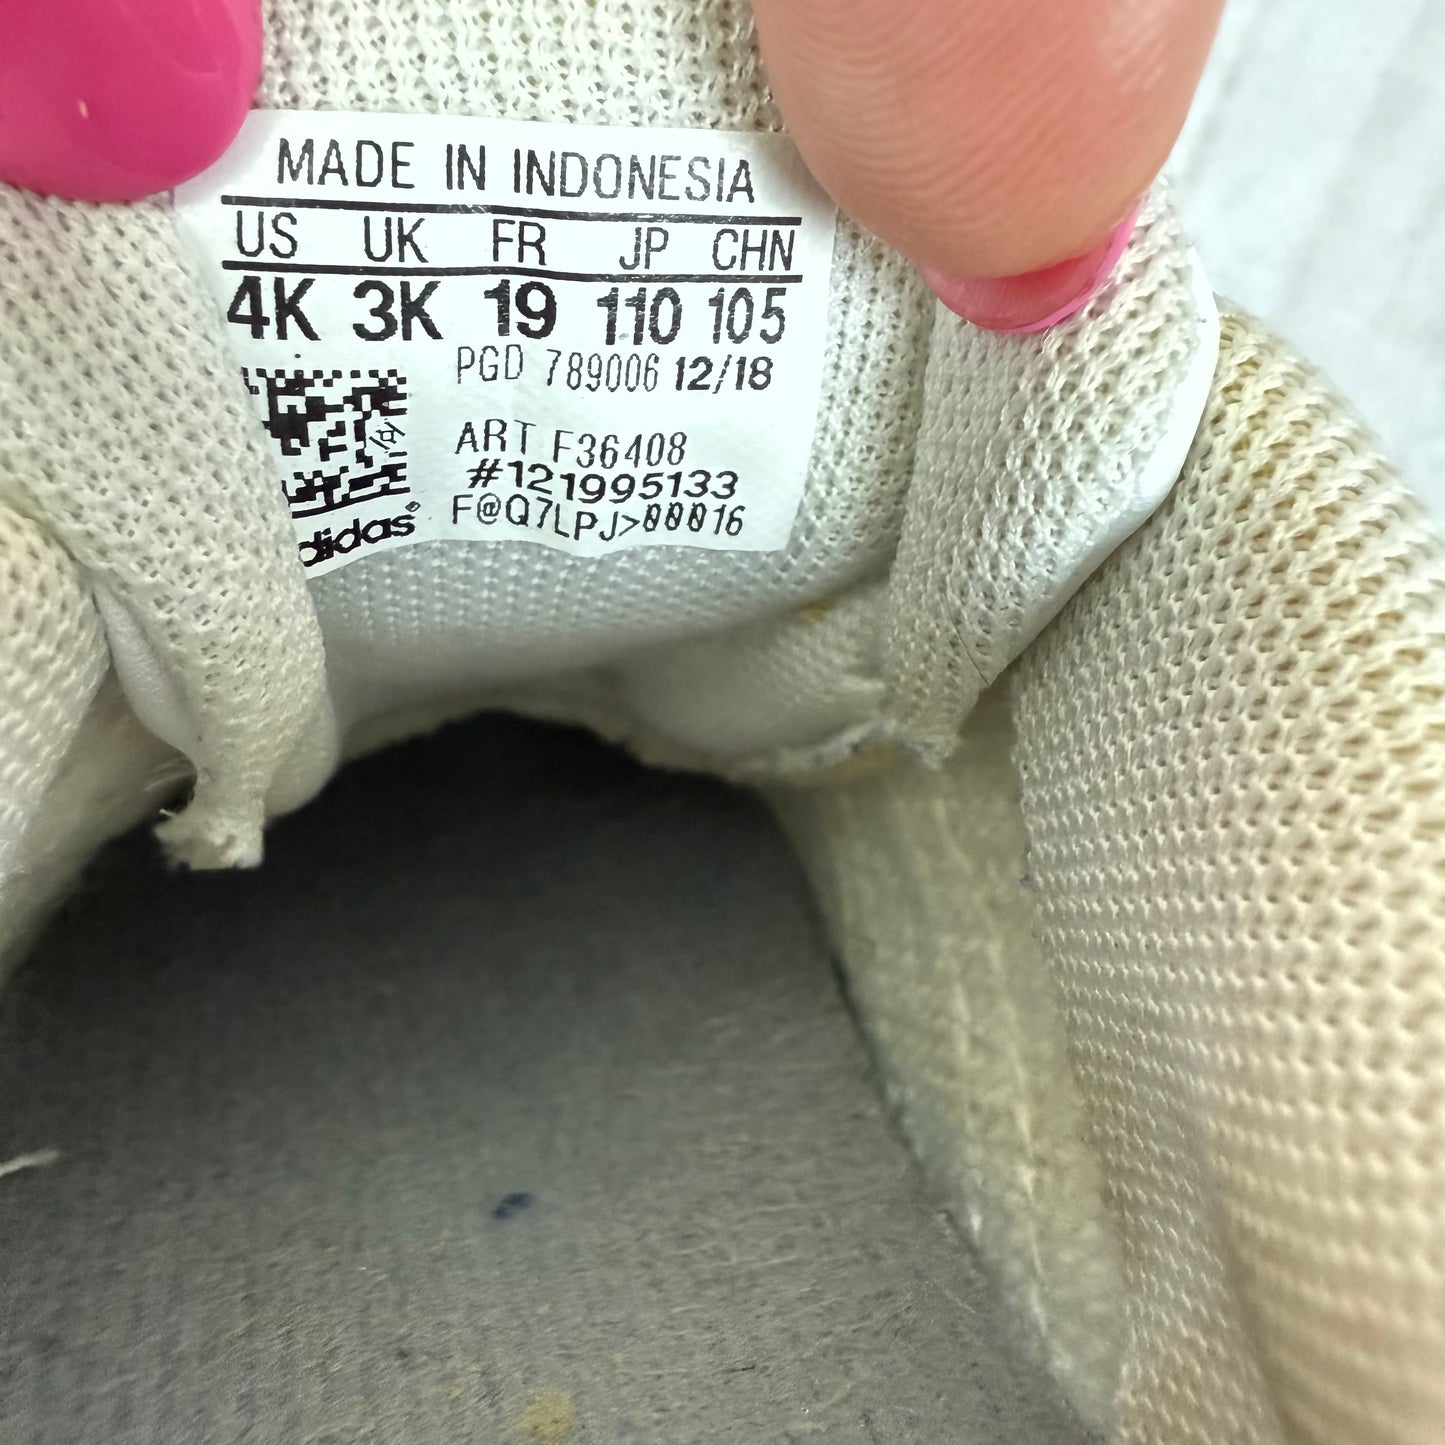 MADE IN INDONESIA
US UK FR JP CHN
4K 3K 19 110 105
PGD 789006 12/18
ART F36408
#121995133
F@Q7LPJ>00016
adidas®